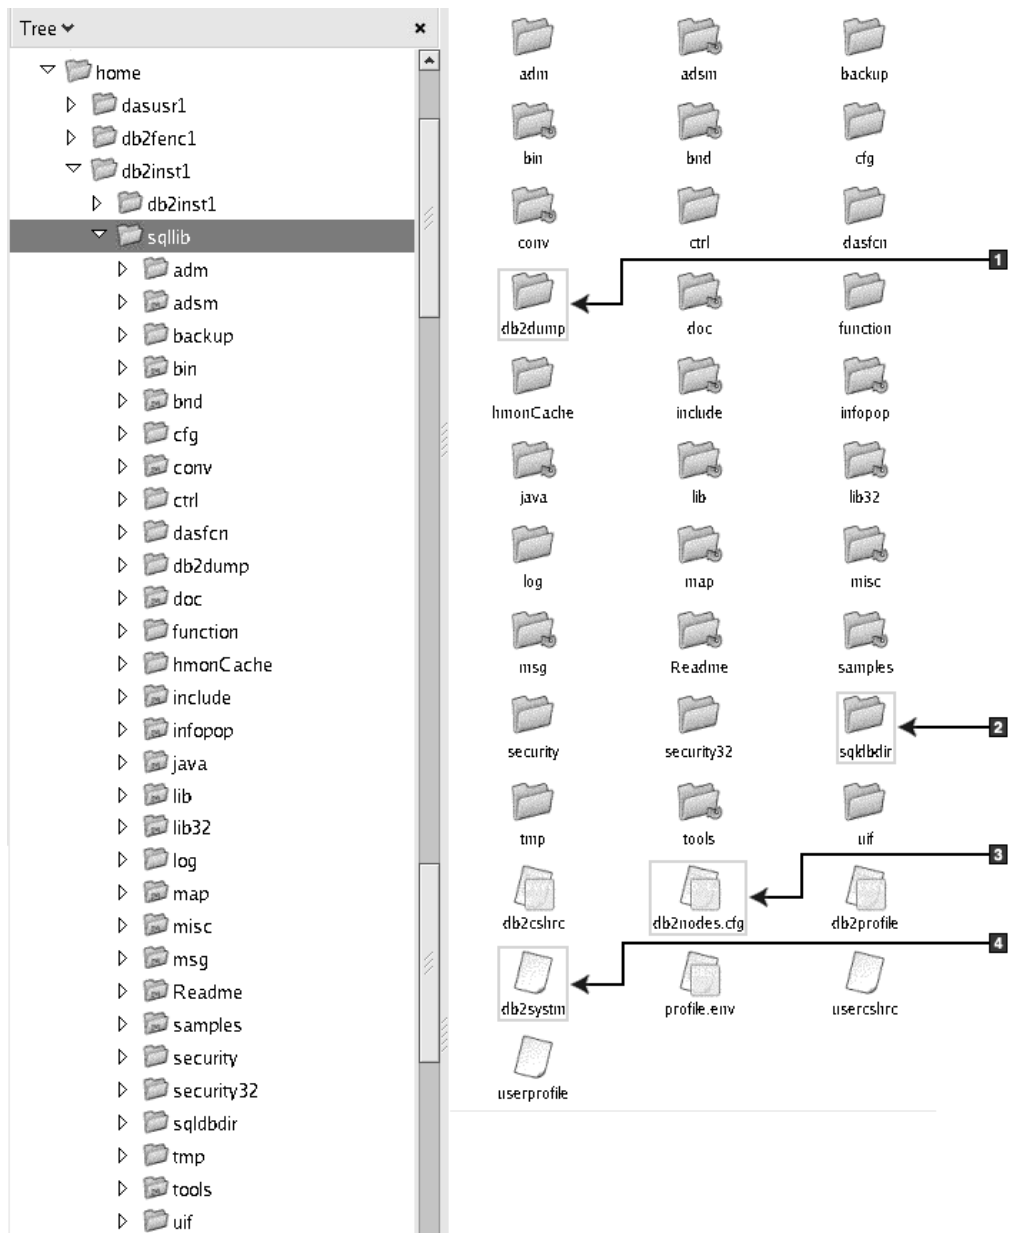 Tree
home
dasusr1
db2fenc1
db2inst1
db2inst1
sqllib
adm
adsm
backup
bin
bnd
cfg
conv
ctrl
dasfcn
db2dump
doc
function
hmonCache
include
infopop
java
lib
lib32
log
map
misc
msg
Readme
samples
security
security32
sqldbdir
tmp
tools
uif
adm adsm backup
bin bnd cfg
conv ctrl dasfcn
1
db2dump doc function
hmonCache include infopop
java lib lib32
log map misc
msg Readme samples
2
security security32 sqldbdir
tmp tools uif
3
db2cshrc db2nodes.cfg db2profile
4
db2systm profile.env usercshrc
userprofile